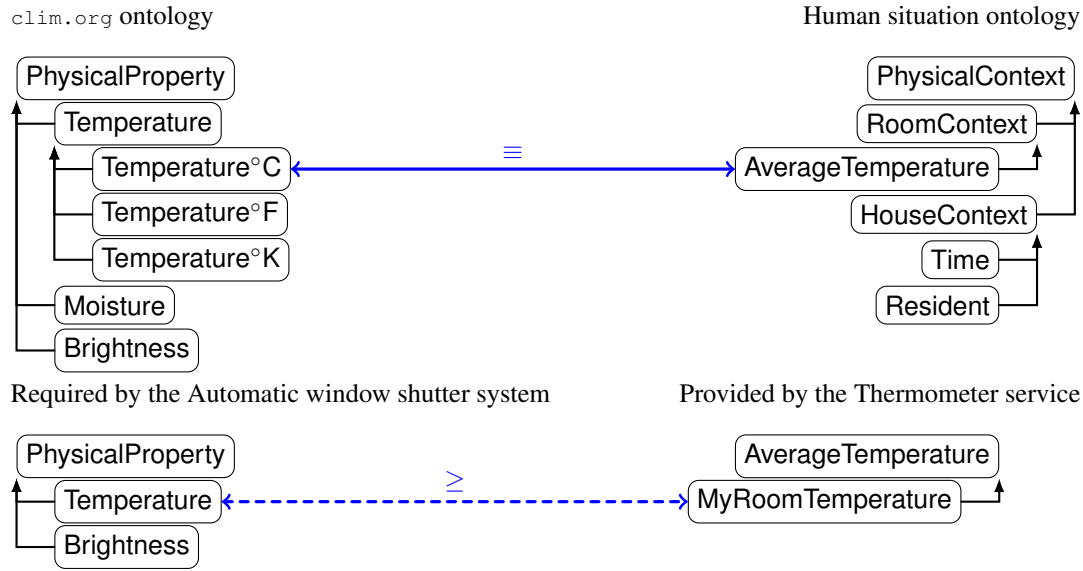 clim.org ontology
Human situation ontology
PhysicalProperty
PhysicalContext
Temperature
RoomContext
Temperature°C
≡
AverageTemperature
Temperature°F
HouseContext
Temperature°K
Time
Moisture
Resident
Brightness
Required by the Automatic window shutter system
Provided by the Thermometer service
PhysicalProperty
AverageTemperature
Temperature
≥
MyRoomTemperature
Brightness